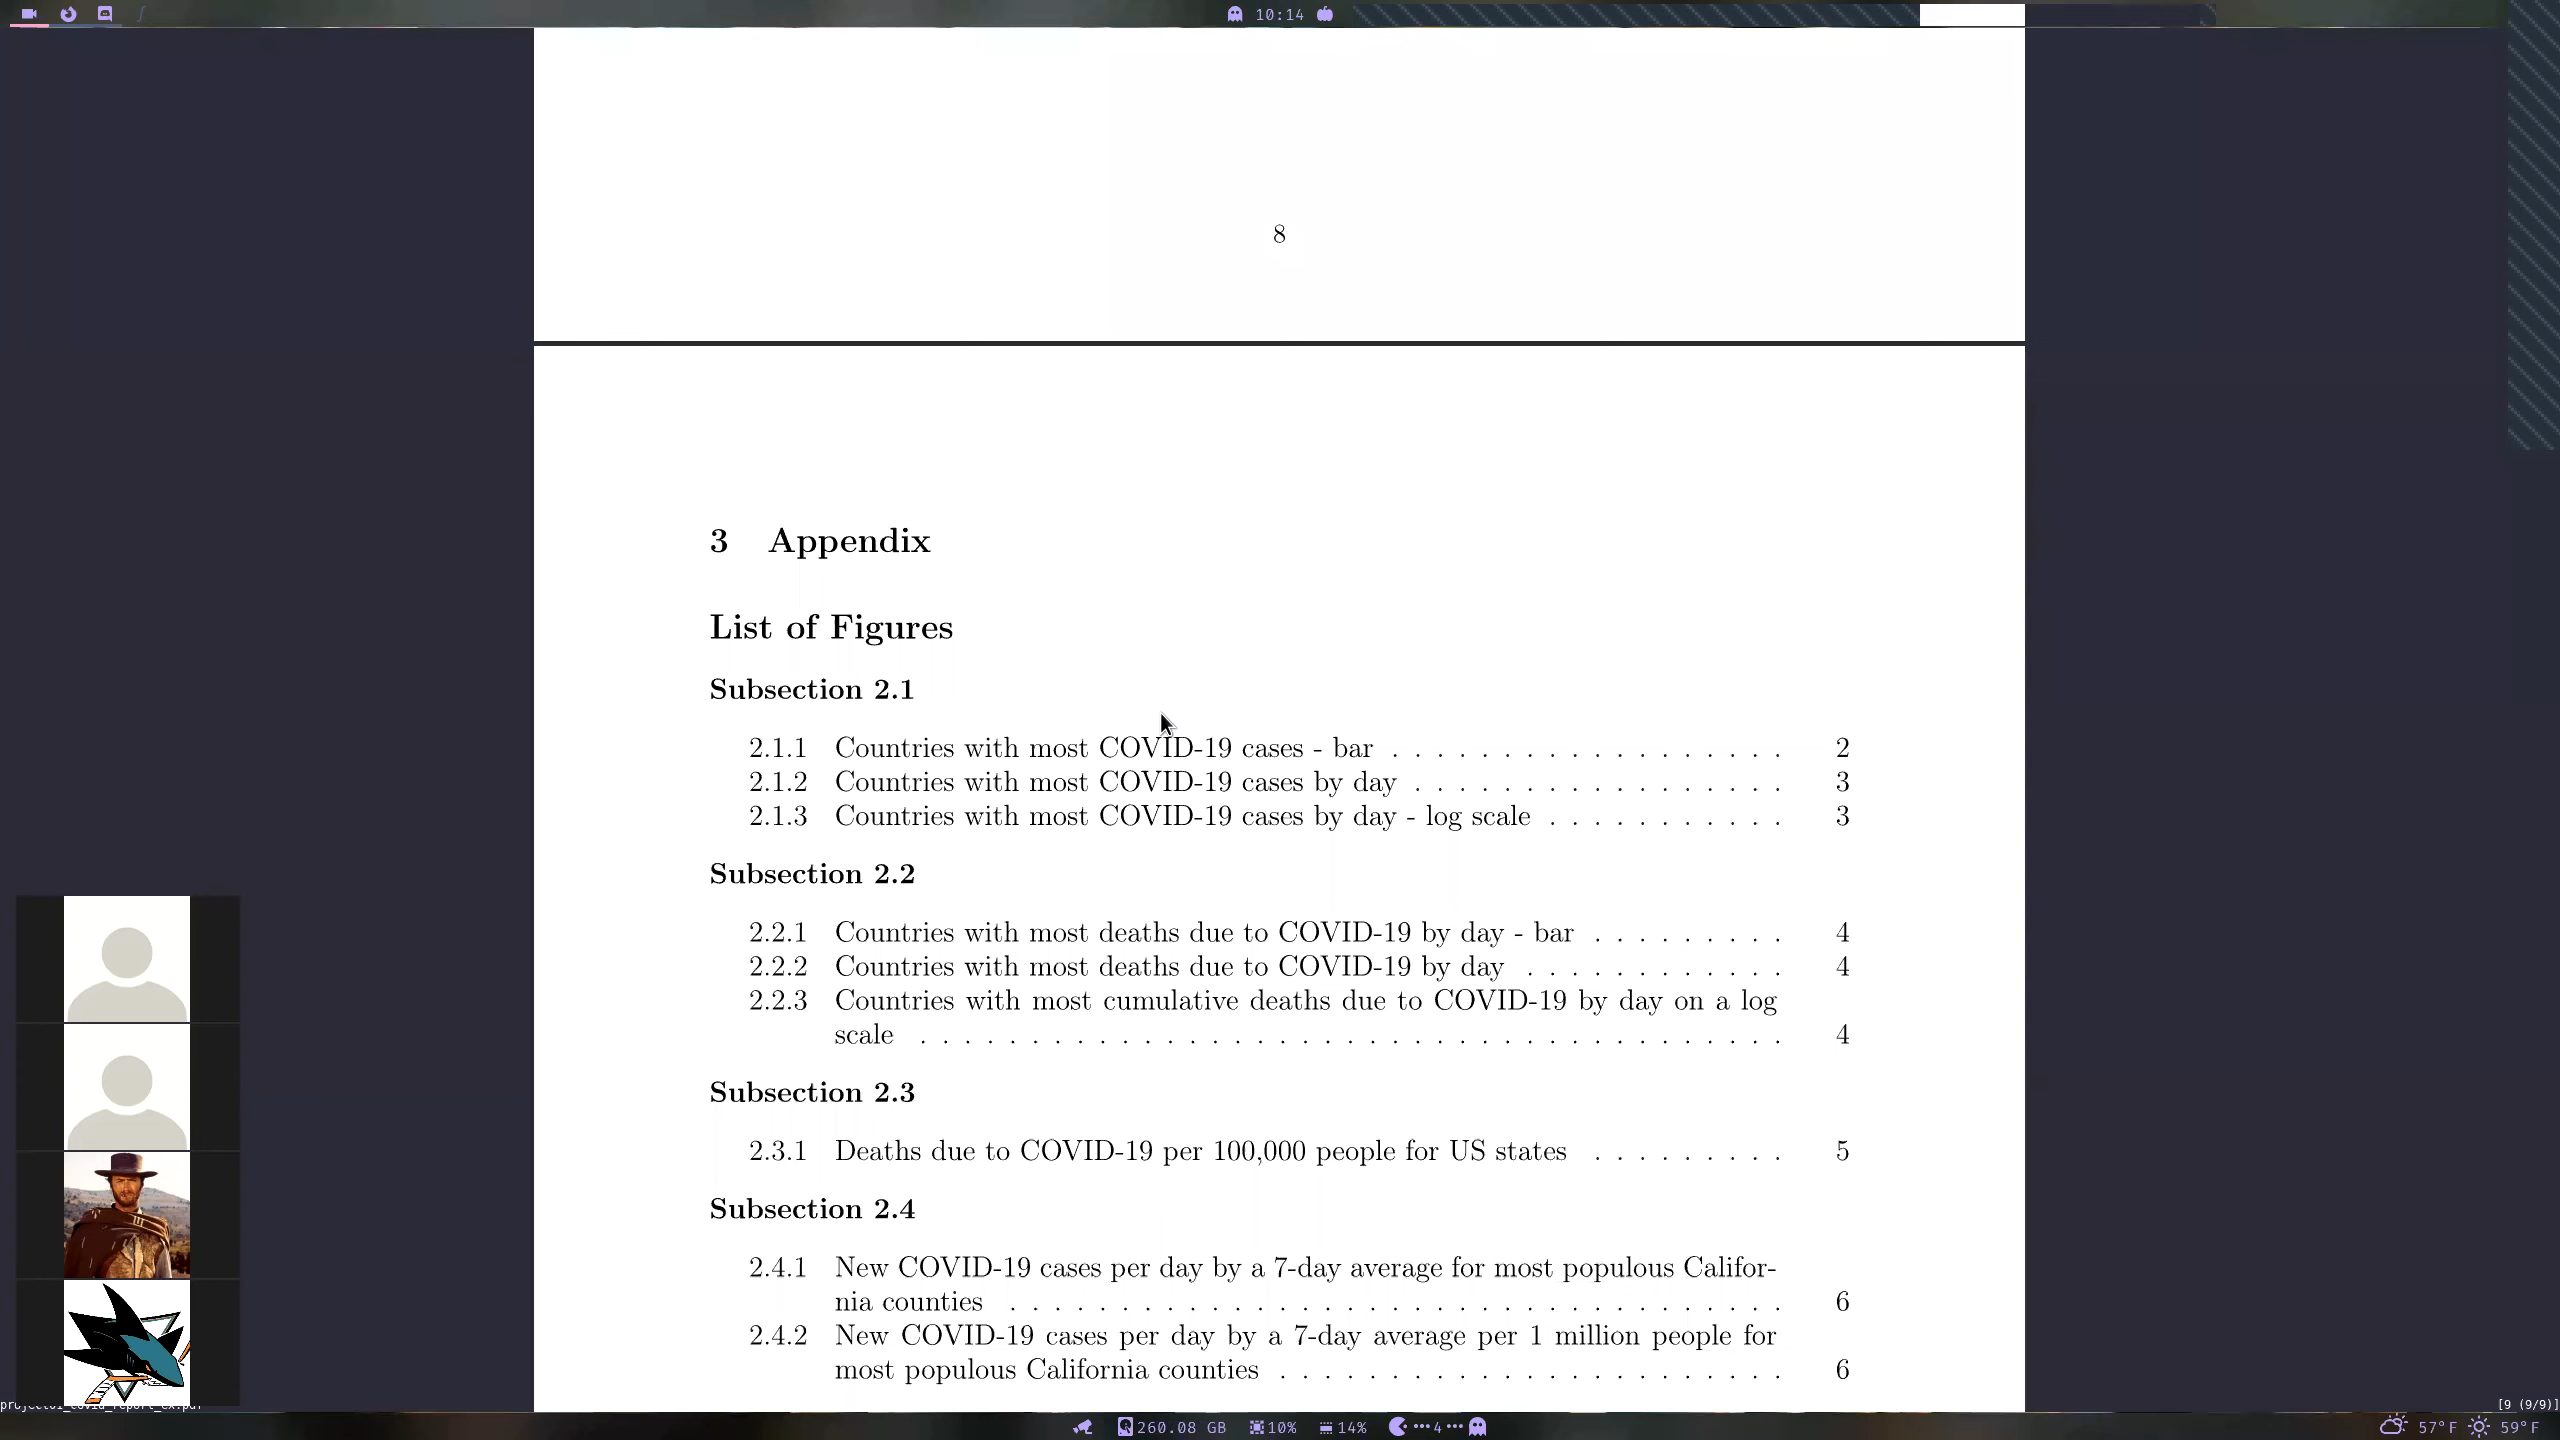 10:14
8
3 Appendix
List of Figures
Subsection 2.1
2.1.1 Countries with most COVID-19 cases - bar . . . . . . . . . . . . . . . . . . 2
2.1.2 Countries with most COVID-19 cases by day . . . . . . . . . . . . . . . . . 3
2.1.3 Countries with most COVID-19 cases by day - log scale . . . . . . . . . . . 3
Subsection 2.2
2.2.1 Countries with most deaths due to COVID-19 by day - bar . . . . . . . . . 4
2.2.2 Countries with most deaths due to COVID-19 by day . . . . . . . . . . . . 4
2.2.3 Countries with most cumulative deaths due to COVID-19 by day on a log
scale . . . . . . . . . . . . . . . . . . . . . . . . . . . . . . . . . . . . . . . 4
Subsection 2.3
2.3.1 Deaths due to COVID-19 per 100,000 people for US states . . . . . . . . . 5
Subsection 2.4
2.4.1 New COVID-19 cases per day by a 7-day average for most populous Califor-
nia counties . . . . . . . . . . . . . . . . . . . . . . . . . . . . . . . . . . . 6
2.4.2 New COVID-19 cases per day by a 7-day average per 1 million people for
most populous California counties . . . . . . . . . . . . . . . . . . . . . . . 6
[9 (9/9)]
260.08 GB 10% 14% 4 57°F 59°F